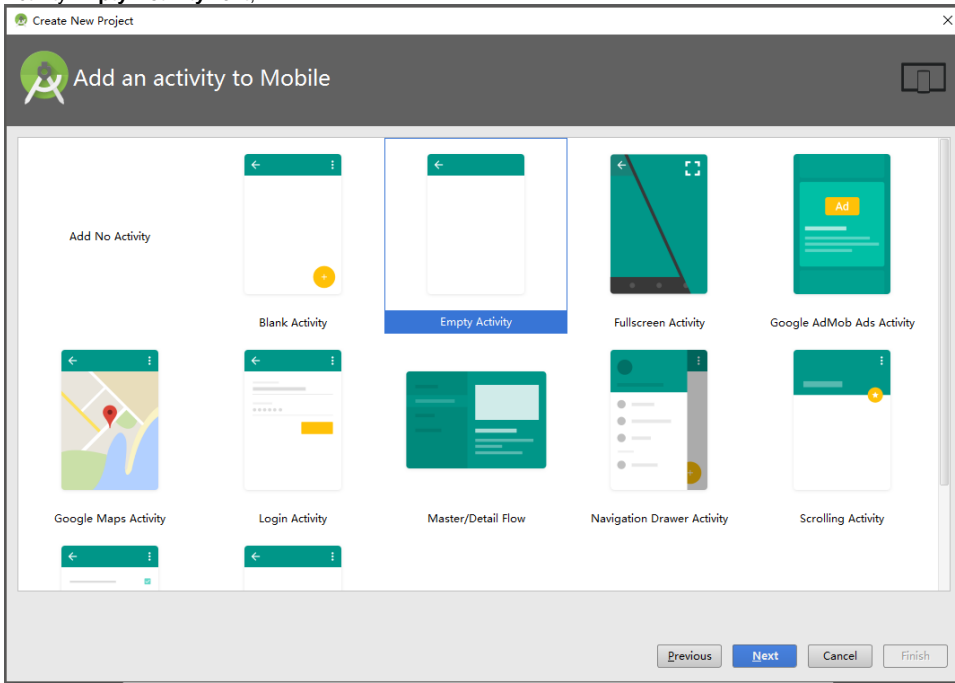 Create New Project
Add an activity to Mobile
Add No Activity
Ad
Blank Activity
Empty Activity
Fullscreen Activity
Google AdMob Ads Activity
Google Maps Activity
Login Activity
Master/Detail Flow
Navigation Drawer Activity
Scrolling Activity
Previous
Next
Cancel
Finish